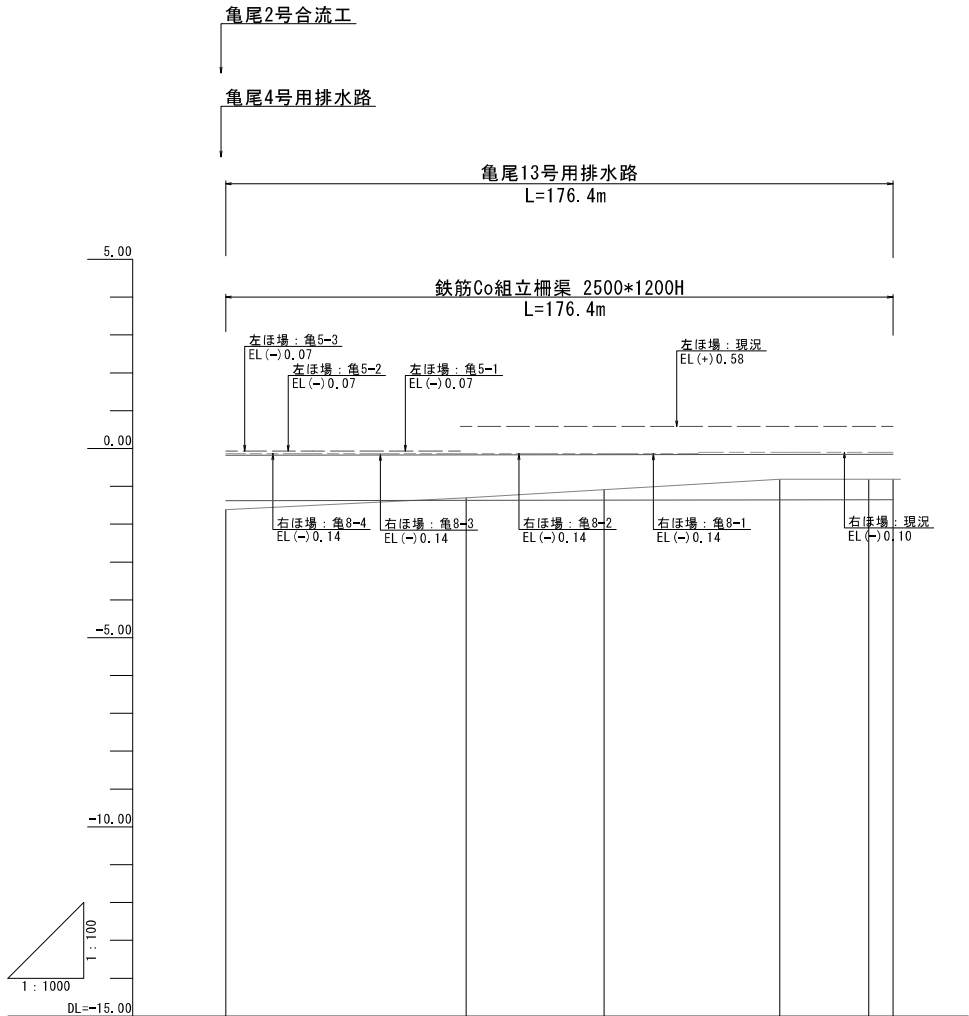 亀尾2号合流工
亀尾4号用排水路
亀尾13号用排水路
L=176.4m
5.00
鉄筋Co組立柵渠 2500*1200H
L=176.4m
左ほ場：亀5-3
EL(-)0.07
左ほ場：亀5-2
EL(-)0.07
左ほ場：亀5-1
EL(-)0.07
左ほ場：現況
EL(+)0.58
0.00
右ほ場：亀8-4
EL(-)0.14
右ほ場：亀8-3
EL(-)0.14
右ほ場：亀8-2
EL(-)0.14
右ほ場：亀8-1
EL(-)0.14
右ほ場：現況
EL(-)0.10
-5.00
-10.00
1：100
1：1000
DL=-15.00